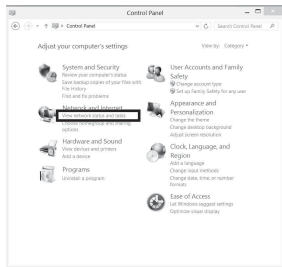 Control Panel
Control Panel
Search Control Panel
Adjust your computer's settings
View by: Category
System and Security
Review your computer's status
Save backup copies of your files with
File History
Find and fix problems
Network and Internet
View network status and tasks
Choose homegroup and sharing
options
Hardware and Sound
View devices and printers
Add a device
Programs
Uninstall a program
User Accounts and Family
Safety
Change account type
Set up Family Safety for any user
Appearance and
Personalization
Change the theme
Change desktop background
Adjust screen resolution
Clock, Language, and
Region
Add a language
Change input methods
Change date, time, or number
formats
Ease of Access
Let Windows suggest settings
Optimize visual display